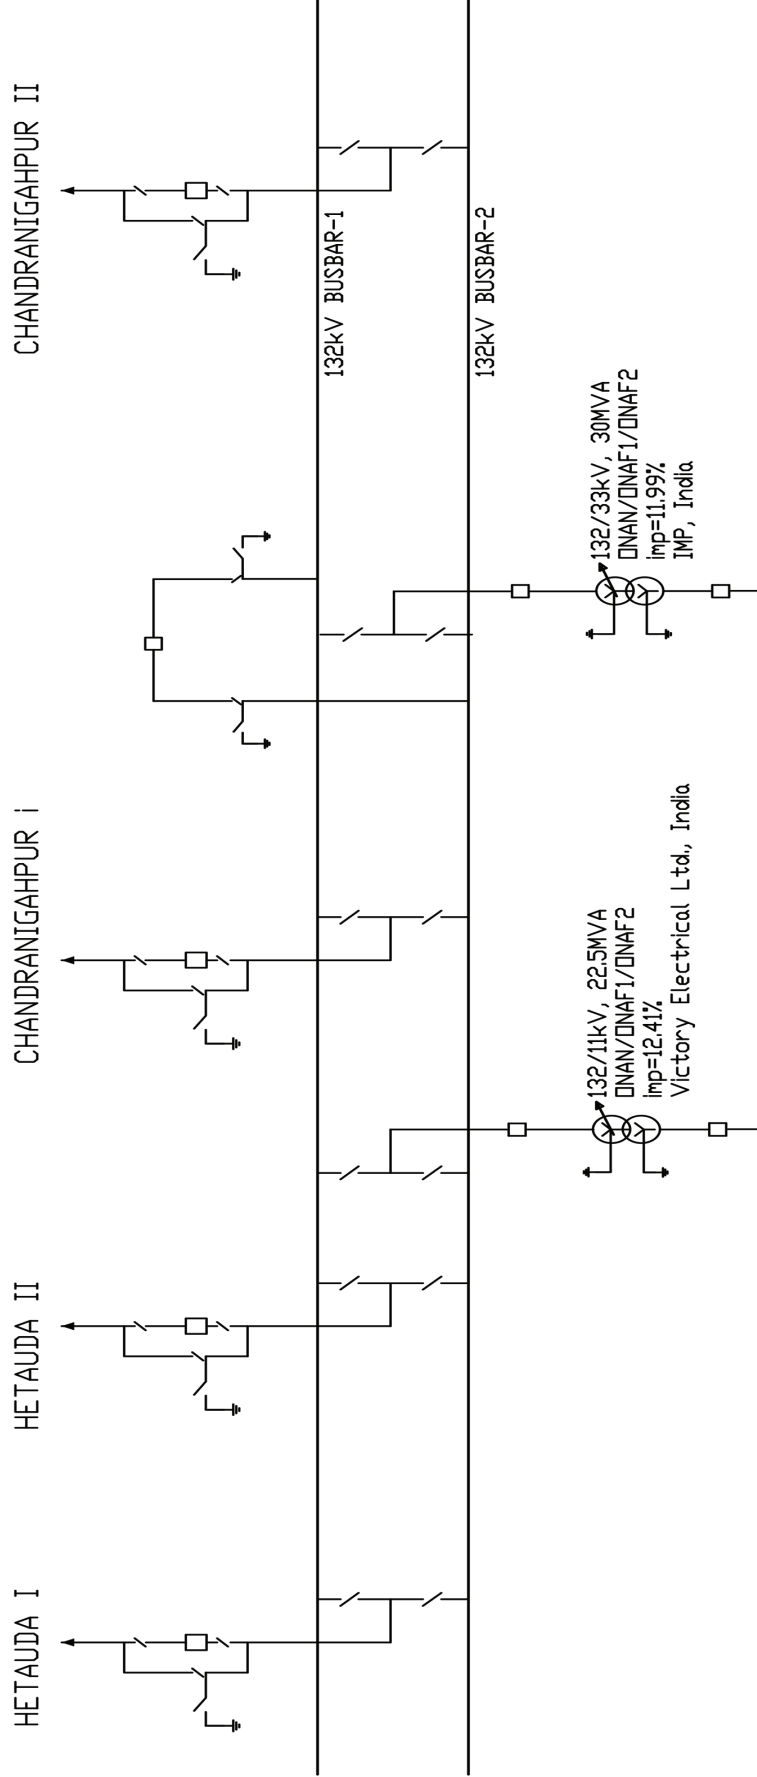 HETAUDA I
HETAUDA II
CHANDRANIGAHPUR i
CHANDRANIGAHPUR II
132kV BUSBAR-1
132kV BUSBAR-2
132/11kV, 22.5MVA
ONAN/ONAF1/ONAF2
imp=12.41%
Victory Electrical Ltd., India
132/33kV, 30MVA
ONAN/ONAF1/ONAF2
imp=11.99%
IMP, India